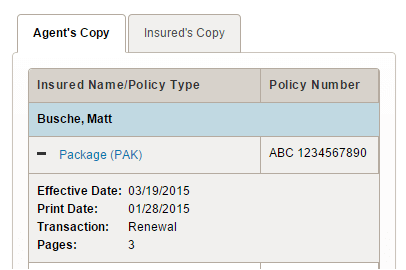 Agent's Copy Insured's Copy
Insured Name/Policy Type Policy Number
Busche, Matt
Package (PAK) ABC 1234567890
Effective Date: 03/19/2015
Print Date: 01/28/2015
Transaction: Renewal
Pages: 3